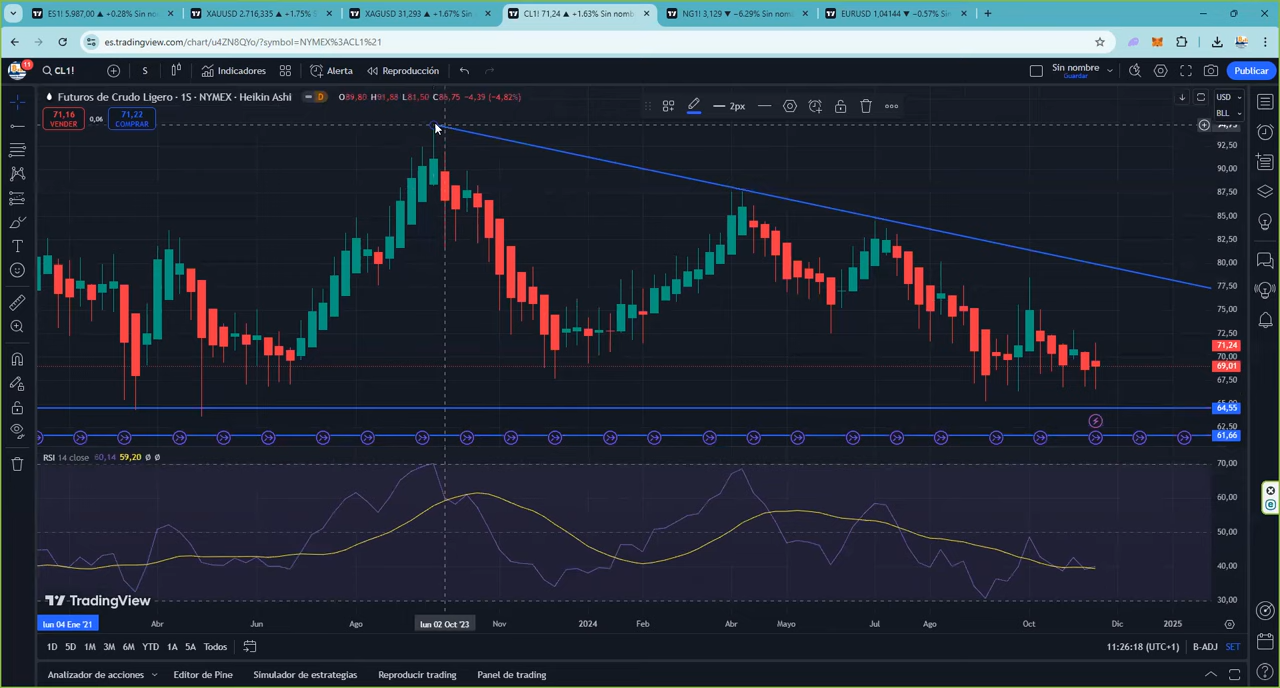 ES1! 5.987,00 ▲ +0.28% Sin nom
XAUUSD 2.716,335 ▲ +1.75% S
XAGUSD 31,293 ▲ +1.67% Sin
CL1! 71,24 ▲ +1.63% Sin nomb
NG1! 3,129 ▼ −6.29% Sin nomb
EURUSD 1,04144 ▼ −0.57% Sin
es.tradingview.com/chart/u4ZN8QYo/?symbol=NYMEX%3ACL1%21
11
CL1!
S
Indicadores
Alerta
Reproducción
Sin nombre
Guardar
Publicar
Futuros de Crudo Ligero · 1S · NYMEX · Heikin Ashi
D
O89,80 H91,88 L81,50 C86,75 −4,39 (−4,82%)
71,16
VENDER
0,06
71,22
COMPRAR
2px
USD
BLL
92,50
90,00
87,50
85,00
82,50
80,00
77,50
75,00
72,50
71,24
70,00
69,01
67,50
64,55
62,50
61,66
RSI 14 close 60,14 59,20 ø ø
70,00
60,00
50,00
40,00
30,00
TradingView
lun 04 Ene '21
Abr
Jun
Ago
lun 02 Oct '23
Nov
2024
Feb
Abr
Mayo
Jul
Ago
Oct
Dic
2025
1D 5D 1M 3M 6M YTD 1A 5A Todos
11:26:18 (UTC+1)
B-ADJ
SET
Analizador de acciones
Editor de Pine
Simulador de estrategias
Reproducir trading
Panel de trading